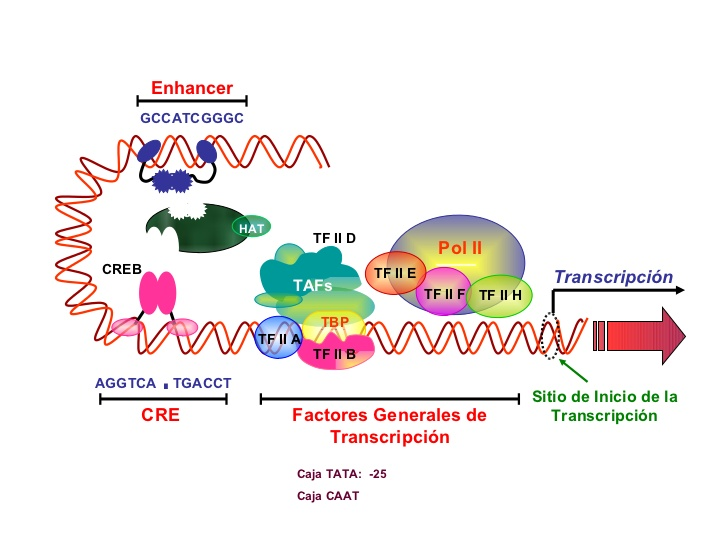 Enhancer
GCCATCGGGC
HAT
TF II D
Pol II
CREB
TAFs
TF II E
TF II F
TF II H
Transcripción
TBP
TF II A
TF II B
AGGTCA . TGACCT
CRE
Factores Generales de
Transcripción
Sitio de Inicio de la
Transcripción
Caja TATA: -25
Caja CAAT